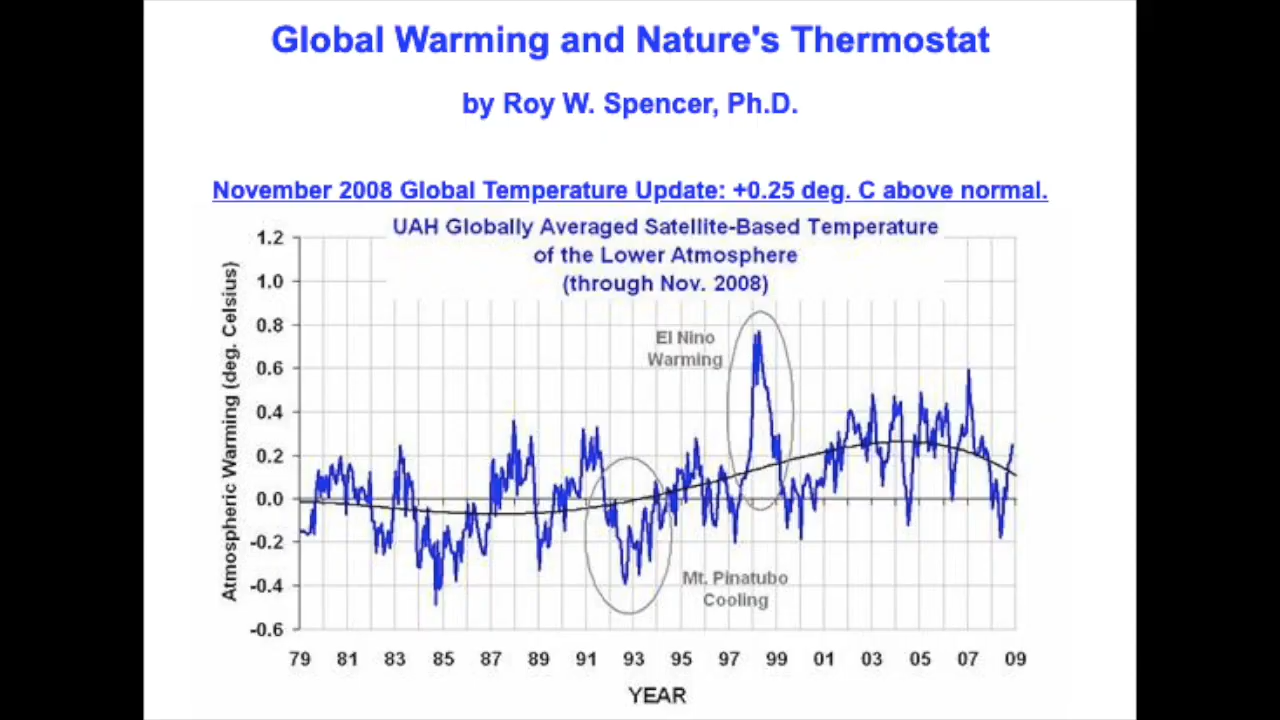 Global Warming and Nature's Thermostat
by Roy W. Spencer, Ph.D.
November 2008 Global Temperature Update: +0.25 deg. C above normal.
UAH Globally Averaged Satellite-Based Temperature
of the Lower Atmosphere
(through Nov. 2008)
Atmospheric Warming (deg. Celsius)
1.2
1.0
0.8
0.6
0.4
0.2
0.0
-0.2
-0.4
-0.6
El Nino
Warming
Mt. Pinatubo
Cooling
79 81 83 85 87 89 91 93 95 97 99 01 03 05 07 09
YEAR